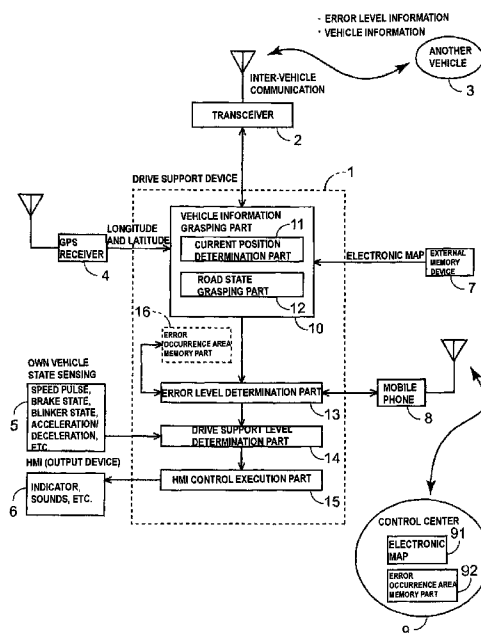 - ERROR LEVEL INFORMATION
• VEHICLE INFORMATION
ANOTHER
VEHICLE
3
INTER-VEHICLE
COMMUNICATION
TRANSCEIVER
2
DRIVE SUPPORT DEVICE
1
VEHICLE INFORMATION
GRASPING PART
11
CURRENT POSITION
DETERMINATION PART
ROAD STATE
GRASPING PART
12
10
LONGITUDE
AND LATITUDE
GPS
RECEIVER
4
ELECTRONIC MAP
EXTERNAL
MEMORY
DEVICE
7
16
ERROR
OCCURRENCE AREA
MEMORY PART
ERROR LEVEL DETERMINATION PART
13
MOBILE
PHONE
8
OWN VEHICLE
STATE SENSING
SPEED PULSE,
BRAKE STATE,
BLINKER STATE,
ACCELERATION/
DECELERATION,
ETC.
5
DRIVE SUPPORT LEVEL
DETERMINATION PART
14
HMI (OUTPUT DEVICE)
INDICATOR,
SOUNDS, ETC.
6
HMI CONTROL EXECUTION PART
15
CONTROL CENTER
91
ELECTRONIC
MAP
92
ERROR
OCCURRENCE AREA
MEMORY PART
9